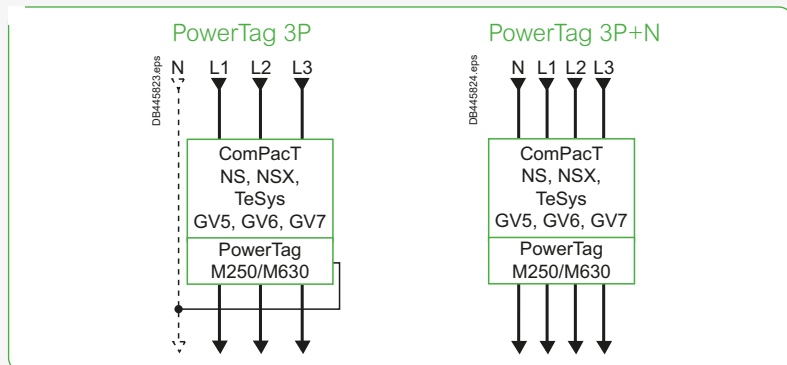 PowerTag 3P
DB445823.eps
N L1 L2 L3
ComPacT
NS, NSX,
TeSys
GV5, GV6, GV7
PowerTag
M250/M630
PowerTag 3P+N
DB445824.eps
N L1 L2 L3
ComPacT
NS, NSX,
TeSys
GV5, GV6, GV7
PowerTag
M250/M630